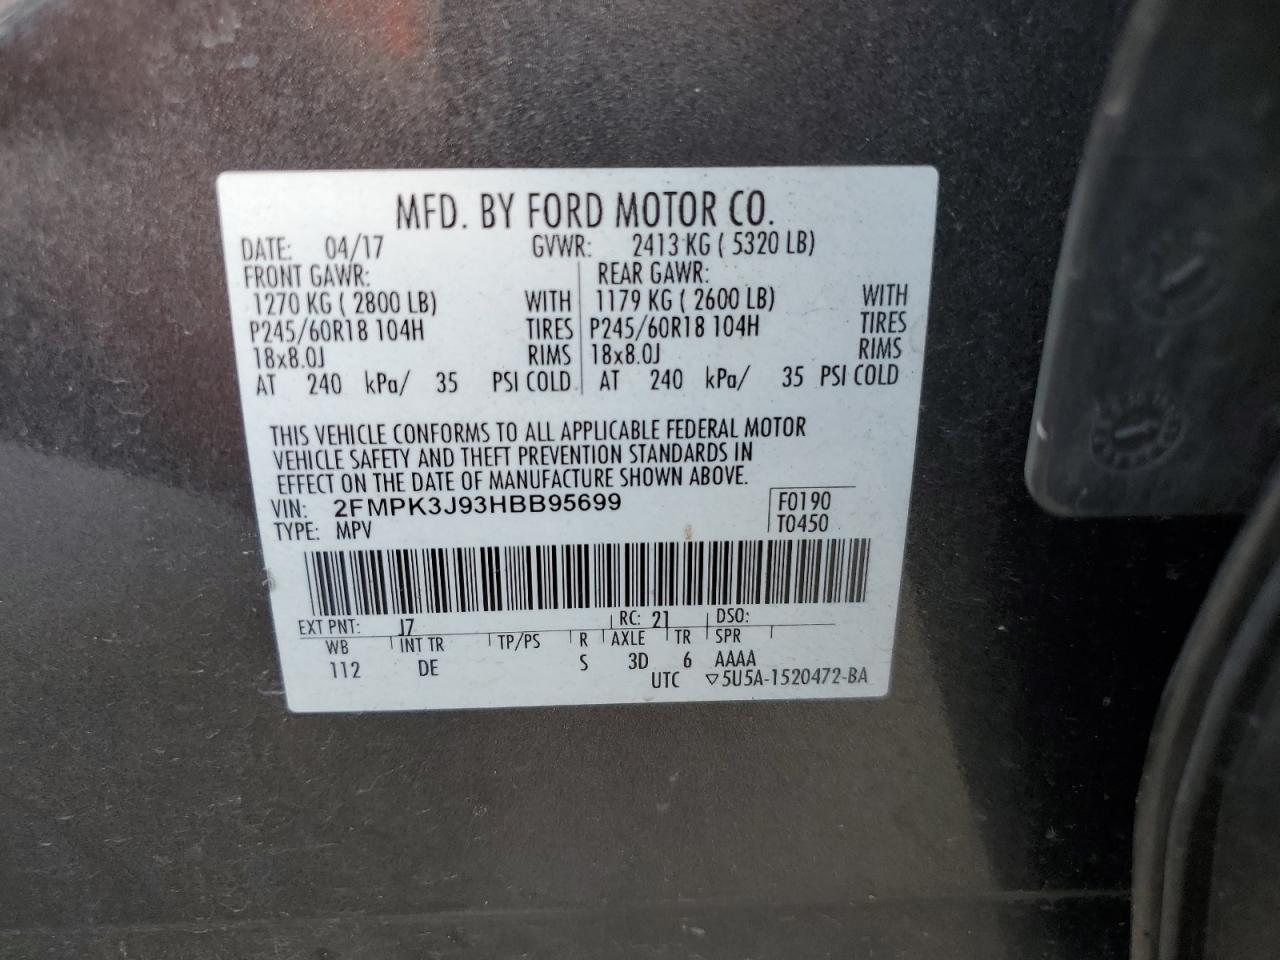 MFD. BY FORD MOTOR CO.
DATE: 04/17 GVWR: 2413 KG ( 5320 LB)
FRONT GAWR: REAR GAWR:
1270 KG ( 2800 LB) WITH 1179 KG ( 2600 LB) WITH
P245/60R18 104H TIRES P245/60R18 104H TIRES
18x8.0J RIMS 18x8.0J RIMS
AT 240 kPa/ 35 PSI COLD AT 240 kPa/ 35 PSI COLD
THIS VEHICLE CONFORMS TO ALL APPLICABLE FEDERAL MOTOR
VEHICLE SAFETY AND THEFT PREVENTION STANDARDS IN
EFFECT ON THE DATE OF MANUFACTURE SHOWN ABOVE.
VIN: 2FMPK3J93HBB95699 F0190
TYPE: MPV T0450
EXT PNT: J7 RC: 21 DSO:
WB INT TR TP/PS R AXLE TR SPR
112 DE S 3D 6 AAAA
UTC ▽5U5A-1520472-BA